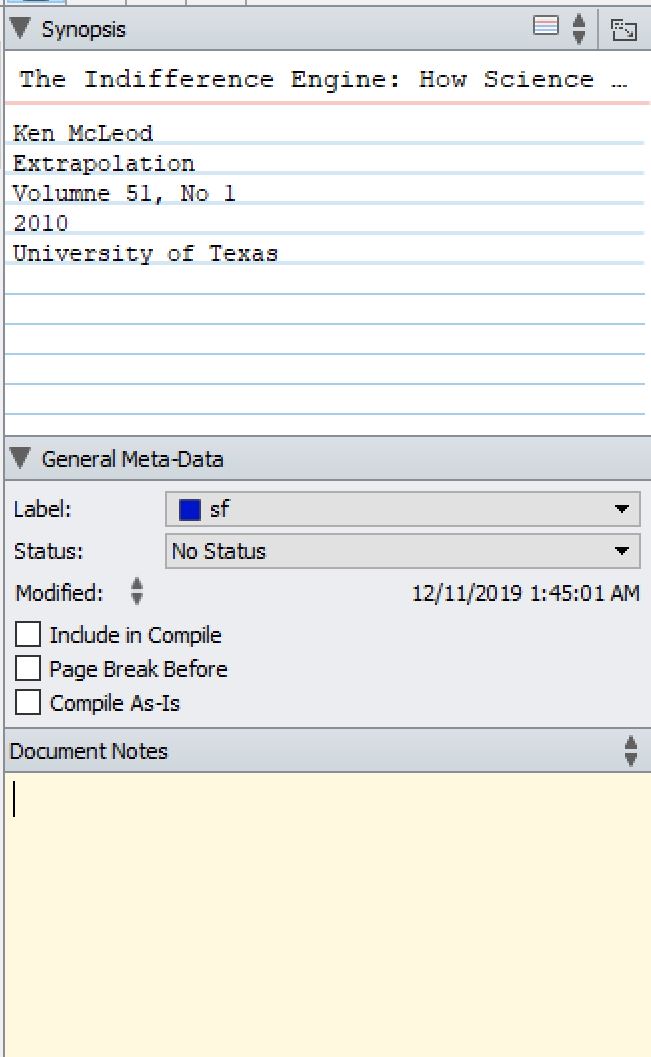 Synopsis
The Indifference Engine: How Science …
Ken McLeod
Extrapolation
Volumne 51, No 1
2010
University of Texas
General Meta-Data
Label: sf
Status: No Status
Modified: 12/11/2019 1:45:01 AM
Include in Compile
Page Break Before
Compile As-Is
Document Notes